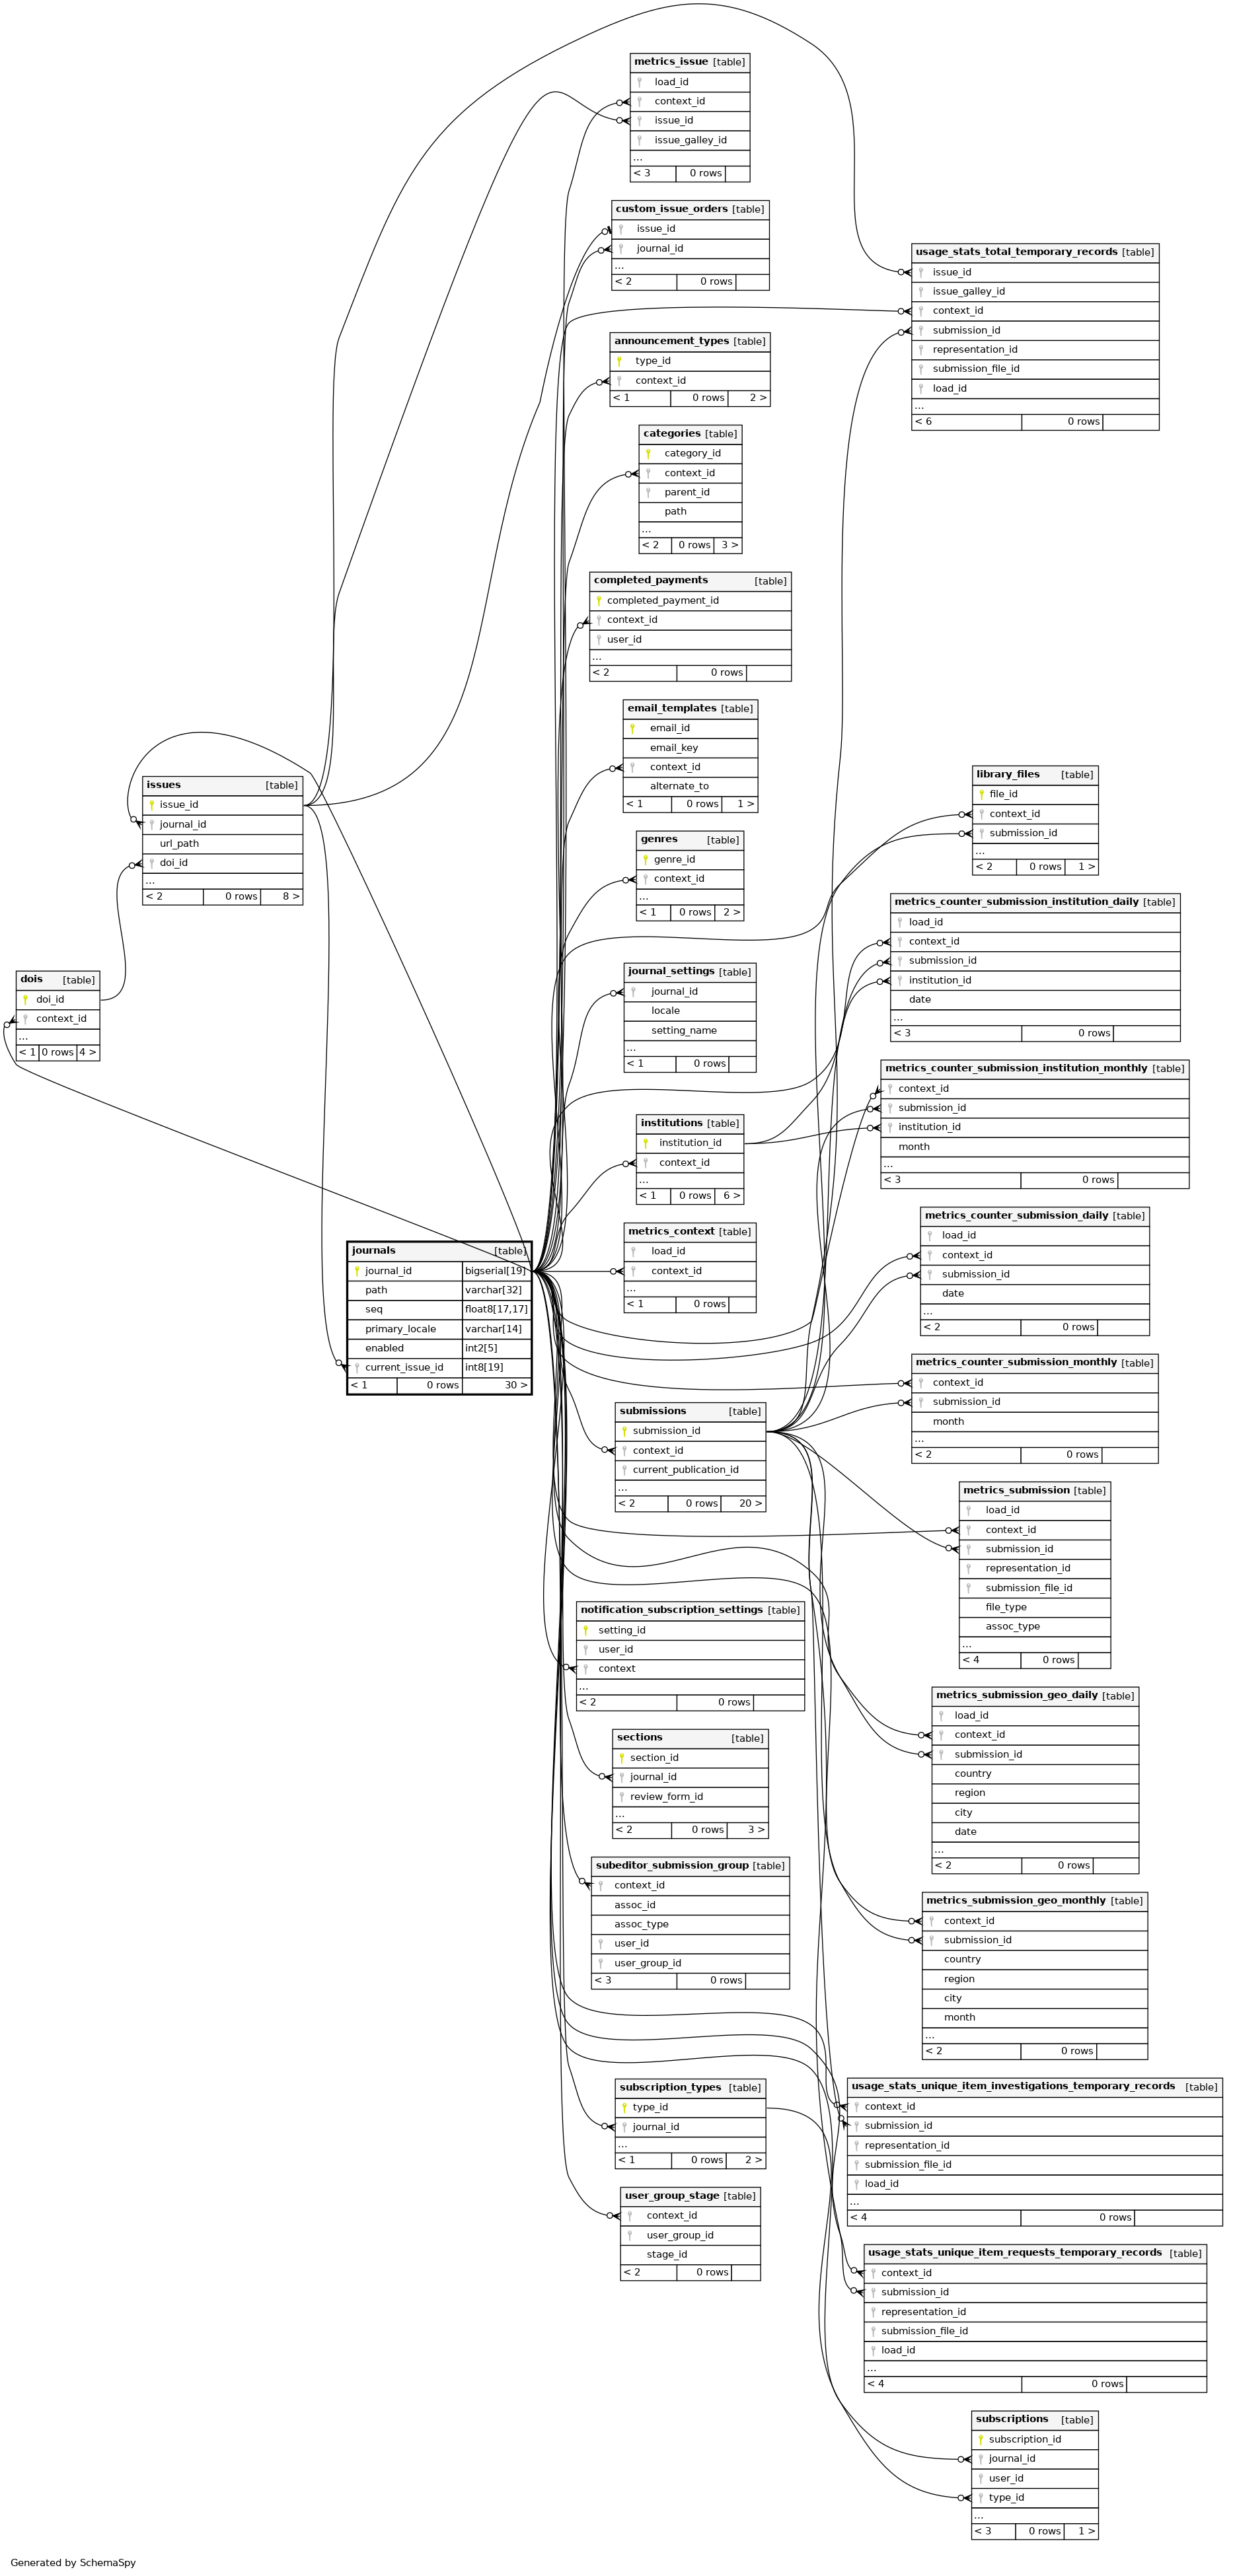 metrics_issue [table]
load_id
context_id
issue_id
issue_galley_id
...
< 3 0 rows
custom_issue_orders [table]
issue_id
journal_id
...
< 2 0 rows
announcement_types [table]
type_id
context_id
< 1 0 rows 2 >
categories [table]
category_id
context_id
parent_id
path
...
< 2 0 rows 3 >
completed_payments [table]
completed_payment_id
context_id
user_id
...
< 2 0 rows
email_templates [table]
email_id
email_key
context_id
alternate_to
< 1 0 rows 1 >
genres [table]
genre_id
context_id
...
< 1 0 rows 2 >
journal_settings [table]
journal_id
locale
setting_name
...
< 1 0 rows
institutions [table]
institution_id
context_id
...
< 1 0 rows 6 >
metrics_context [table]
load_id
context_id
...
< 1 0 rows
submissions [table]
submission_id
context_id
current_publication_id
...
< 2 0 rows 20 >
notification_subscription_settings [table]
setting_id
user_id
context
...
< 2 0 rows
sections [table]
section_id
journal_id
review_form_id
...
< 2 0 rows 3 >
subeditor_submission_group [table]
context_id
assoc_id
assoc_type
user_id
user_group_id
< 3 0 rows
subscription_types [table]
type_id
journal_id
...
< 1 0 rows 2 >
user_group_stage [table]
context_id
user_group_id
stage_id
< 2 0 rows
issues [table]
issue_id
journal_id
url_path
doi_id
...
< 2 0 rows 8 >
dois [table]
doi_id
context_id
...
< 1 0 rows 4 >
journals [table]
journal_id bigserial[19]
path varchar[32]
seq float8[17,17]
primary_locale varchar[14]
enabled int2[5]
current_issue_id int8[19]
< 1 0 rows 30 >
usage_stats_total_temporary_records [table]
issue_id
issue_galley_id
context_id
submission_id
representation_id
submission_file_id
load_id
...
< 6 0 rows
library_files [table]
file_id
context_id
submission_id
...
< 2 0 rows 1 >
metrics_counter_submission_institution_daily [table]
load_id
context_id
submission_id
institution_id
date
...
< 3 0 rows
metrics_counter_submission_institution_monthly [table]
context_id
submission_id
institution_id
month
...
< 3 0 rows
metrics_counter_submission_daily [table]
load_id
context_id
submission_id
date
...
< 2 0 rows
metrics_counter_submission_monthly [table]
context_id
submission_id
month
...
< 2 0 rows
metrics_submission [table]
load_id
context_id
submission_id
representation_id
submission_file_id
file_type
assoc_type
...
< 4 0 rows
metrics_submission_geo_daily [table]
load_id
context_id
submission_id
country
region
city
date
...
< 2 0 rows
metrics_submission_geo_monthly [table]
context_id
submission_id
country
region
city
month
...
< 2 0 rows
usage_stats_unique_item_investigations_temporary_records [table]
context_id
submission_id
representation_id
submission_file_id
load_id
...
< 4 0 rows
usage_stats_unique_item_requests_temporary_records [table]
context_id
submission_id
representation_id
submission_file_id
load_id
...
< 4 0 rows
subscriptions [table]
subscription_id
journal_id
user_id
type_id
...
< 3 0 rows 1 >
Generated by SchemaSpy